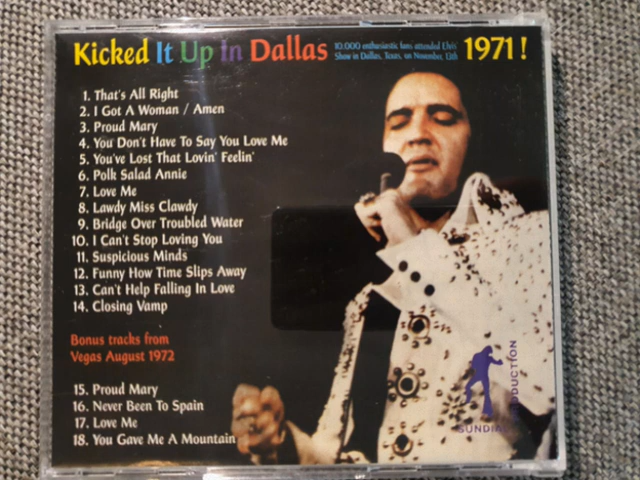 Kicked It Up In Dallas 1971!
10.000 enthusiastic fans attended Elvis'
Show in Dallas, Texas, on November, 13th
1. That's All Right
2. I Got A Woman / Amen
3. Proud Mary
4. You Don't Have To Say You Love Me
5. You've Lost That Lovin' Feelin'
6. Polk Salad Annie
7. Love Me
8. Lawdy Miss Clawdy
9. Bridge Over Troubled Water
10. I Can't Stop Loving You
11. Suspicious Minds
12. Funny How Time Slips Away
13. Can't Help Falling In Love
14. Closing Vamp
Bonus tracks from
Vegas August 1972
15. Proud Mary
16. Never Been To Spain
17. Love Me
18. You Gave Me A Mountain